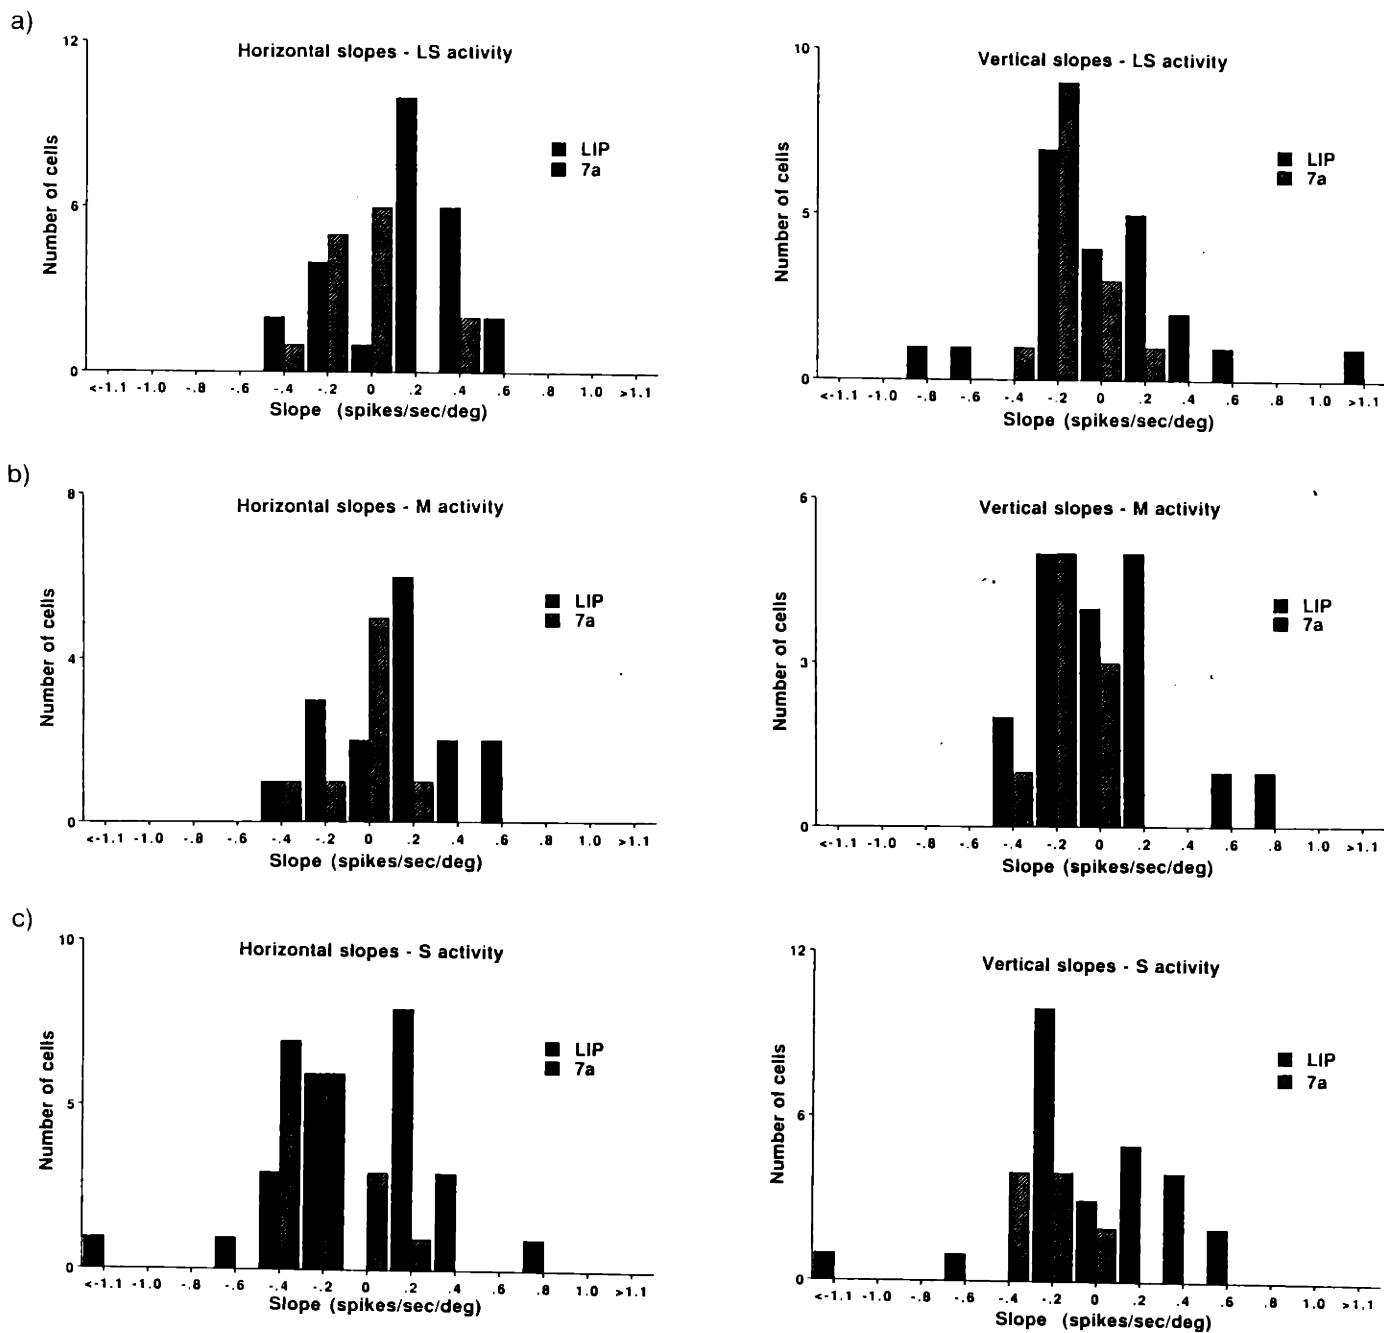 a)
Horizontal slopes - LS activity
12
6
0
Number of cells
LIP
7a
<-1.1 -1.0 -.8 -.6 -.4 -.2 0 .2 .4 .6 .8 1.0 >1.1
Slope (spikes/sec/deg)
Vertical slopes - LS activity
10
5
0
Number of cells
LIP
7a
<-1.1 -1.0 -.8 -.6 -.4 -.2 0 .2 .4 .6 .8 1.0 >1.1
Slope (spikes/sec/deg)
b)
Horizontal slopes - M activity
8
4
0
Number of cells
LIP
7a
<-1.1 -1.0 -.8 -.6 -.4 -.2 0 .2 .4 .6 .8 1.0 >1.1
Slope (spikes/sec/deg)
Vertical slopes - M activity
6
3
0
Number of cells
LIP
7a
<-1.1 -1.0 -.8 -.6 -.4 -.2 0 .2 .4 .6 .8 1.0 >1.1
Slope (spikes/sec/deg)
c)
Horizontal slopes - S activity
10
5
0
Number of cells
LIP
7a
<-1.1 -1.0 -.8 -.6 -.4 -.2 0 .2 .4 .6 .8 1.0 >1.1
Slope (spikes/sec/deg)
Vertical slopes - S activity
12
6
0
Number of cells
LIP
7a
<-1.1 -1.0 -.8 -.6 -.4 -.2 0 .2 .4 .6 .8 1.0 >1.1
Slope (spikes/sec/deg)